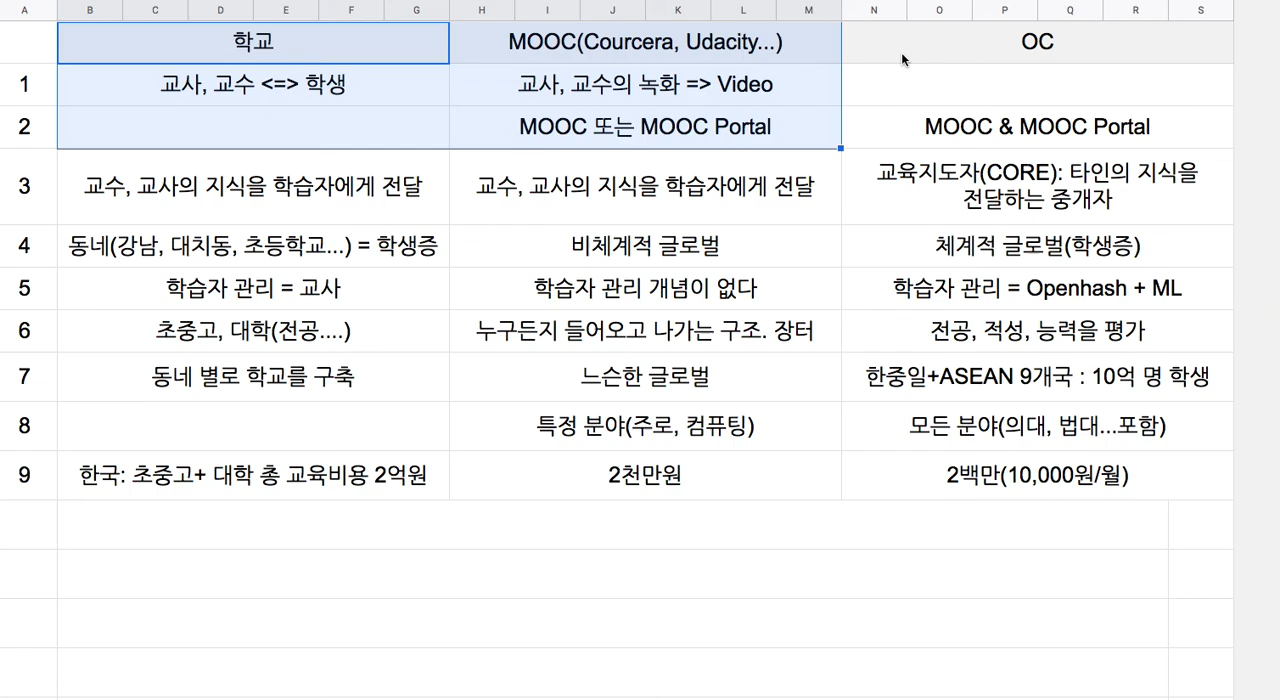 A B C D E F G H I J K L M N O P Q R S
학교 MOOC(Courcera, Udacity...) OC
1 교사, 교수 <=> 학생 교사, 교수의 녹화 => Video
2 MOOC 또는 MOOC Portal MOOC & MOOC Portal
3 교수, 교사의 지식을 학습자에게 전달 교수, 교사의 지식을 학습자에게 전달 교육지도자(CORE): 타인의 지식을
전달하는 중개자
4 동네(강남, 대치동, 초등학교...) = 학생증 비체계적 글로벌 체계적 글로벌(학생증)
5 학습자 관리 = 교사 학습자 관리 개념이 없다 학습자 관리 = Openhash + ML
6 초중고, 대학(전공....) 누구든지 들어오고 나가는 구조. 장터 전공, 적성, 능력을 평가
7 동네 별로 학교를 구축 느슨한 글로벌 한중일+ASEAN 9개국 : 10억 명 학생
8 특정 분야(주로, 컴퓨팅) 모든 분야(의대, 법대...포함)
9 한국: 초중고+ 대학 총 교육비용 2억원 2천만원 2백만(10,000원/월)